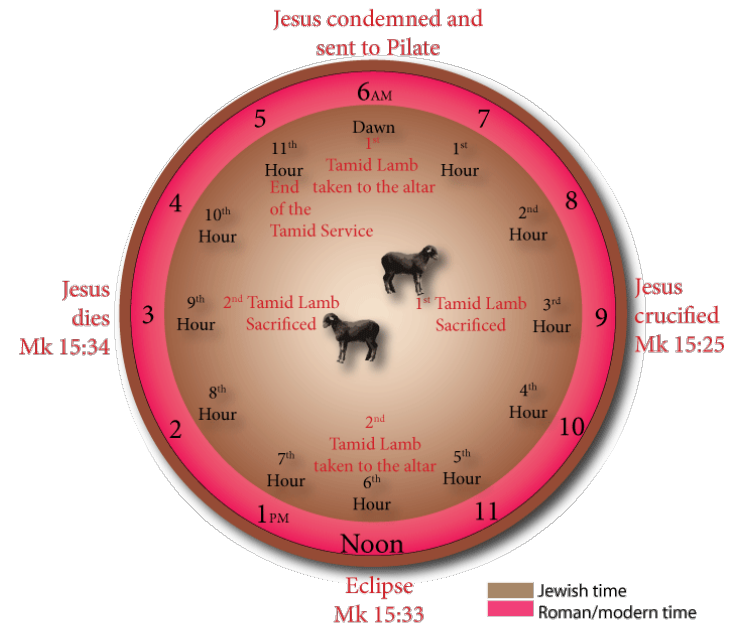 Jesus condemned and
sent to Pilate
6AM
5
7
Dawn
1st
11th
Hour
Tamid Lamb
1st
Hour
End taken to the altar
of the
Tamid Service
4
8
10th
Hour
2nd
Hour
Jesus
dies
Mk 15:34
3
9th
Hour
2nd Tamid Lamb
Sacrificed
1st Tamid Lamb
Sacrificed
3rd
Hour
9
Jesus
crucified
Mk 15:25
8th
Hour
4th
Hour
2
10
2nd
Tamid Lamb
taken to the altar
7th
Hour
6th
Hour
5th
Hour
1PM
11
Noon
Eclipse
Mk 15:33
Jewish time
Roman/modern time